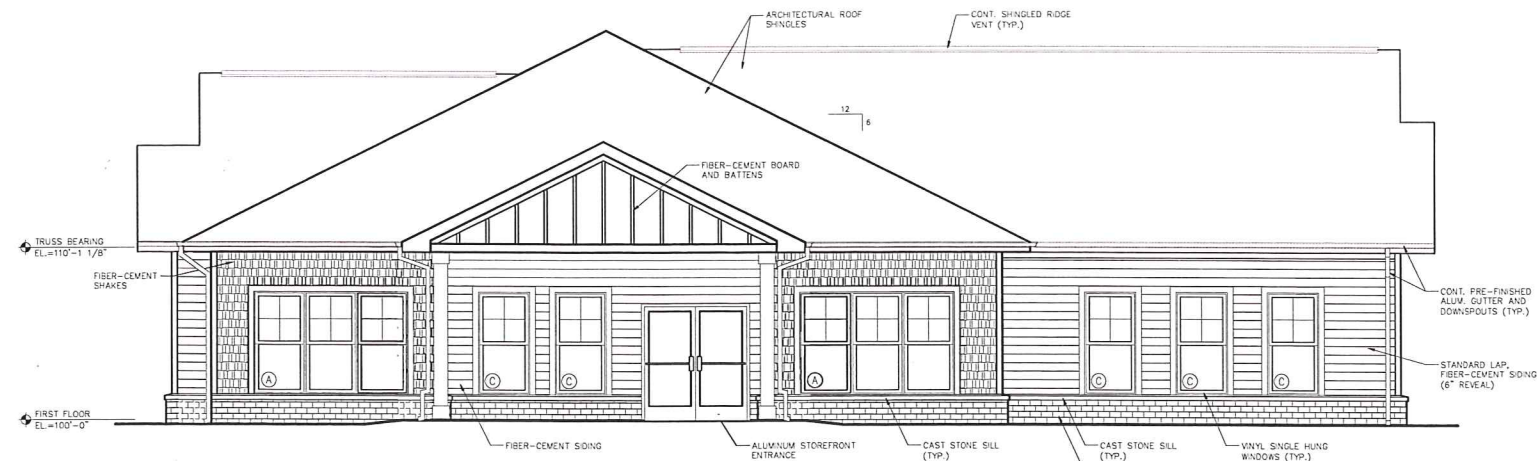 ARCHITECTURAL ROOF
SHINGLES
CONT. SHINGLED RIDGE
VENT (TYP.)
12
6
FIBER-CEMENT BOARD
AND BATTENS
TRUSS BEARING
EL.=110'-1 1/8"
FIBER-CEMENT
SHAKES
CONT. PRE-FINISHED
ALUM. GUTTER AND
DOWNSPOUTS (TYP.)
STANDARD LAP,
FIBER-CEMENT SIDING
(6" REVEAL)
A
C
C
A
C
C
C
FIRST FLOOR
EL.=100'-0"
FIBER-CEMENT SIDING
ALUMINUM STOREFRONT
ENTRANCE
CAST STONE SILL
(TYP.)
CAST STONE SILL
(TYP.)
VINYL SINGLE HUNG
WINDOWS (TYP.)